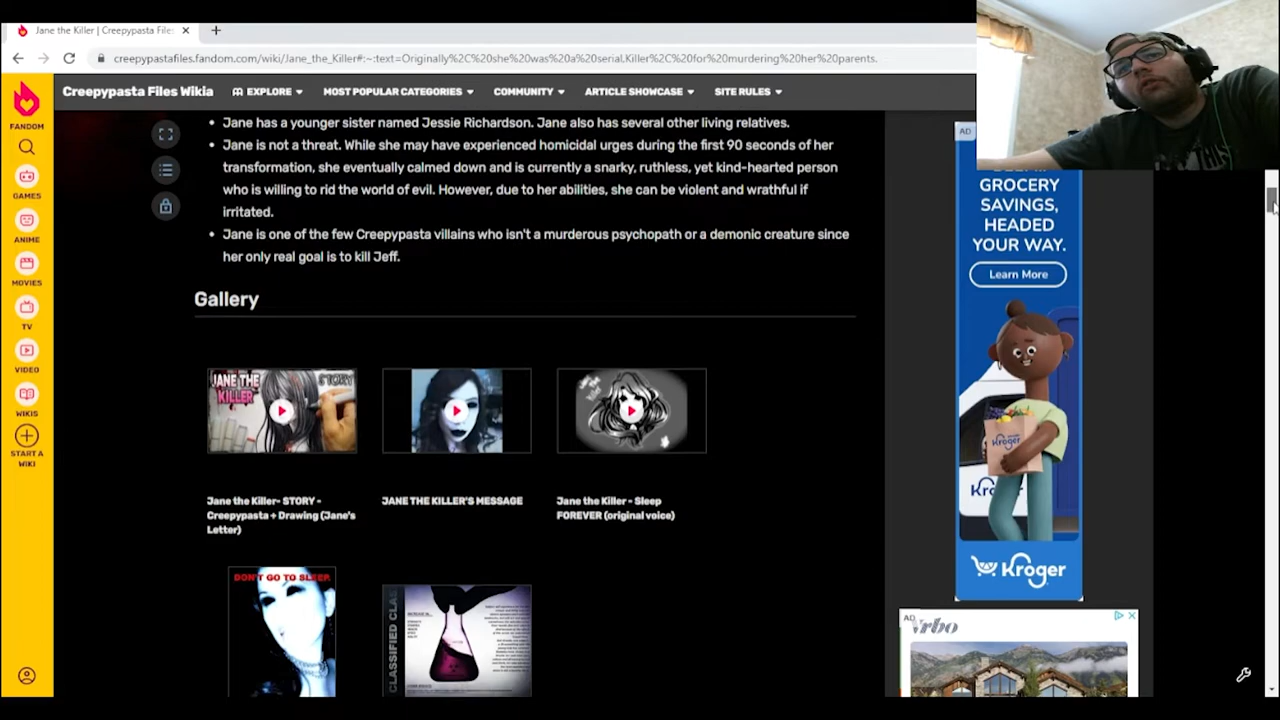 Jane the Killer | Creepypasta File
creepypastafiles.fandom.com/wiki/Jane_the_Killer#:~:text=Originally%2C%20she%20was%20a%20serial,Killer%2C%20for%20murdering%20her%20parents.
FANDOM
GAMES
ANIME
MOVIES
TV
VIDEO
WIKIS
START A
WIKI
Creepypasta Files Wikia
EXPLORE
MOST POPULAR CATEGORIES
COMMUNITY
ARTICLE SHOWCASE
SITE RULES
Jane has a younger sister named Jessie Richardson. Jane also has several other living relatives.
Jane is not a threat. While she may have experienced homicidal urges during the first 90 seconds of her
transformation, she eventually calmed down and is currently a snarky, ruthless, yet kind-hearted person
who is willing to rid the world of evil. However, due to her abilities, she can be violent and wrathful if
irritated.
Jane is one of the few Creepypasta villains who isn't a murderous psychopath or a demonic creature since
her only real goal is to kill Jeff.
Gallery
JANE THE
KILLER
STORY
Jane the Killer- STORY -
Creepypasta + Drawing (Jane's
Letter)
JANE THE KILLER'S MESSAGE
Jane the Killer - Sleep
FOREVER (original voice)
DON'T GO TO SLEEP.
CLASSIFIED CLAS
AD
GROCERY
SAVINGS,
HEADED
YOUR WAY.
Learn More
Kroger
Kro
Kroger
AD
Vrbo